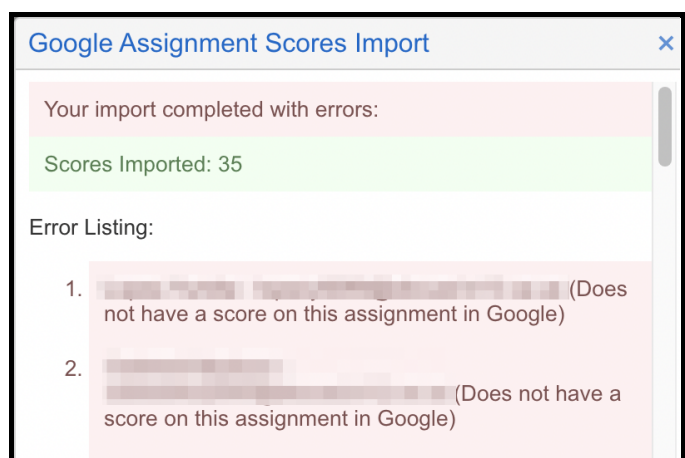 Google Assignment Scores Import ×
Your import completed with errors:
Scores Imported: 35
Error Listing:
1. (Does
not have a score on this assignment in Google)
2.
(Does not have a
score on this assignment in Google)